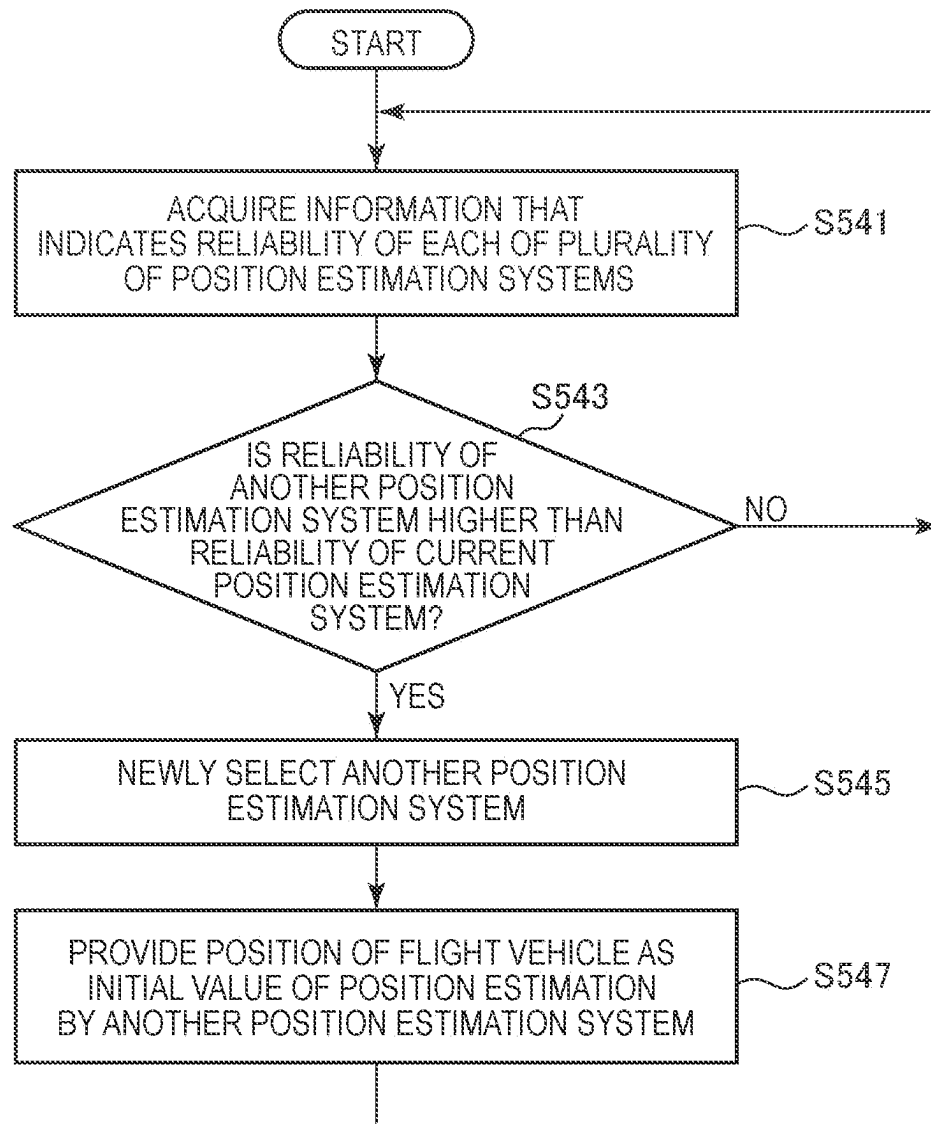 START
ACQUIRE INFORMATION THAT
INDICATES RELIABILITY OF EACH OF PLURALITY
OF POSITION ESTIMATION SYSTEMS
S541
S543
IS RELIABILITY OF
ANOTHER POSITION
ESTIMATION SYSTEM HIGHER THAN
RELIABILITY OF CURRENT
POSITION ESTIMATION
SYSTEM?
NO
YES
NEWLY SELECT ANOTHER POSITION
ESTIMATION SYSTEM
S545
PROVIDE POSITION OF FLIGHT VEHICLE AS
INITIAL VALUE OF POSITION ESTIMATION
BY ANOTHER POSITION ESTIMATION SYSTEM
S547